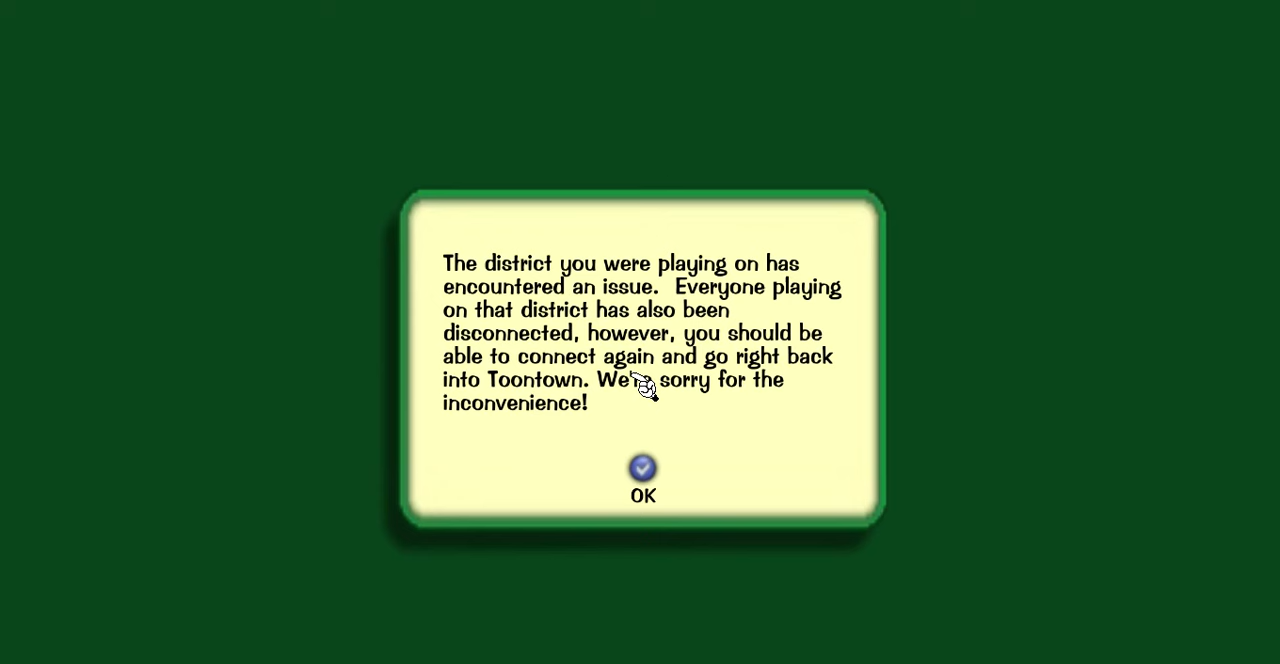 The district you were playing on has
encountered an issue.  Everyone playing
on that district has also been
disconnected, however, you should be
able to connect again and go right back
into Toontown. We're sorry for the
inconvenience!
OK